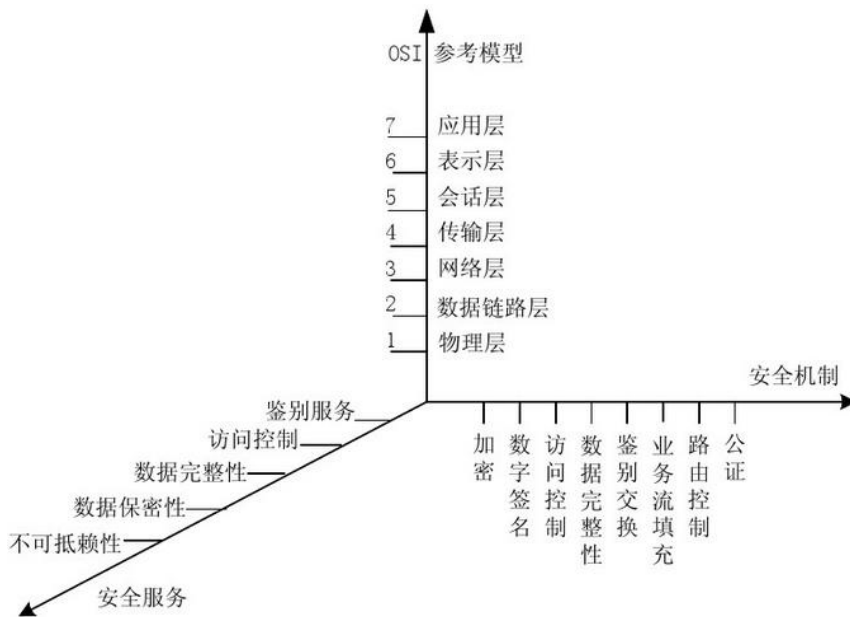 OSI 参考模型
7 应用层
6 表示层
5 会话层
4 传输层
3 网络层
2 数据链路层
1 物理层
安全机制
加密
数字签名
访问控制
数据完整性
鉴别交换
业务流填充
路由控制
公证
鉴别服务
访问控制
数据完整性
数据保密性
不可抵赖性
安全服务